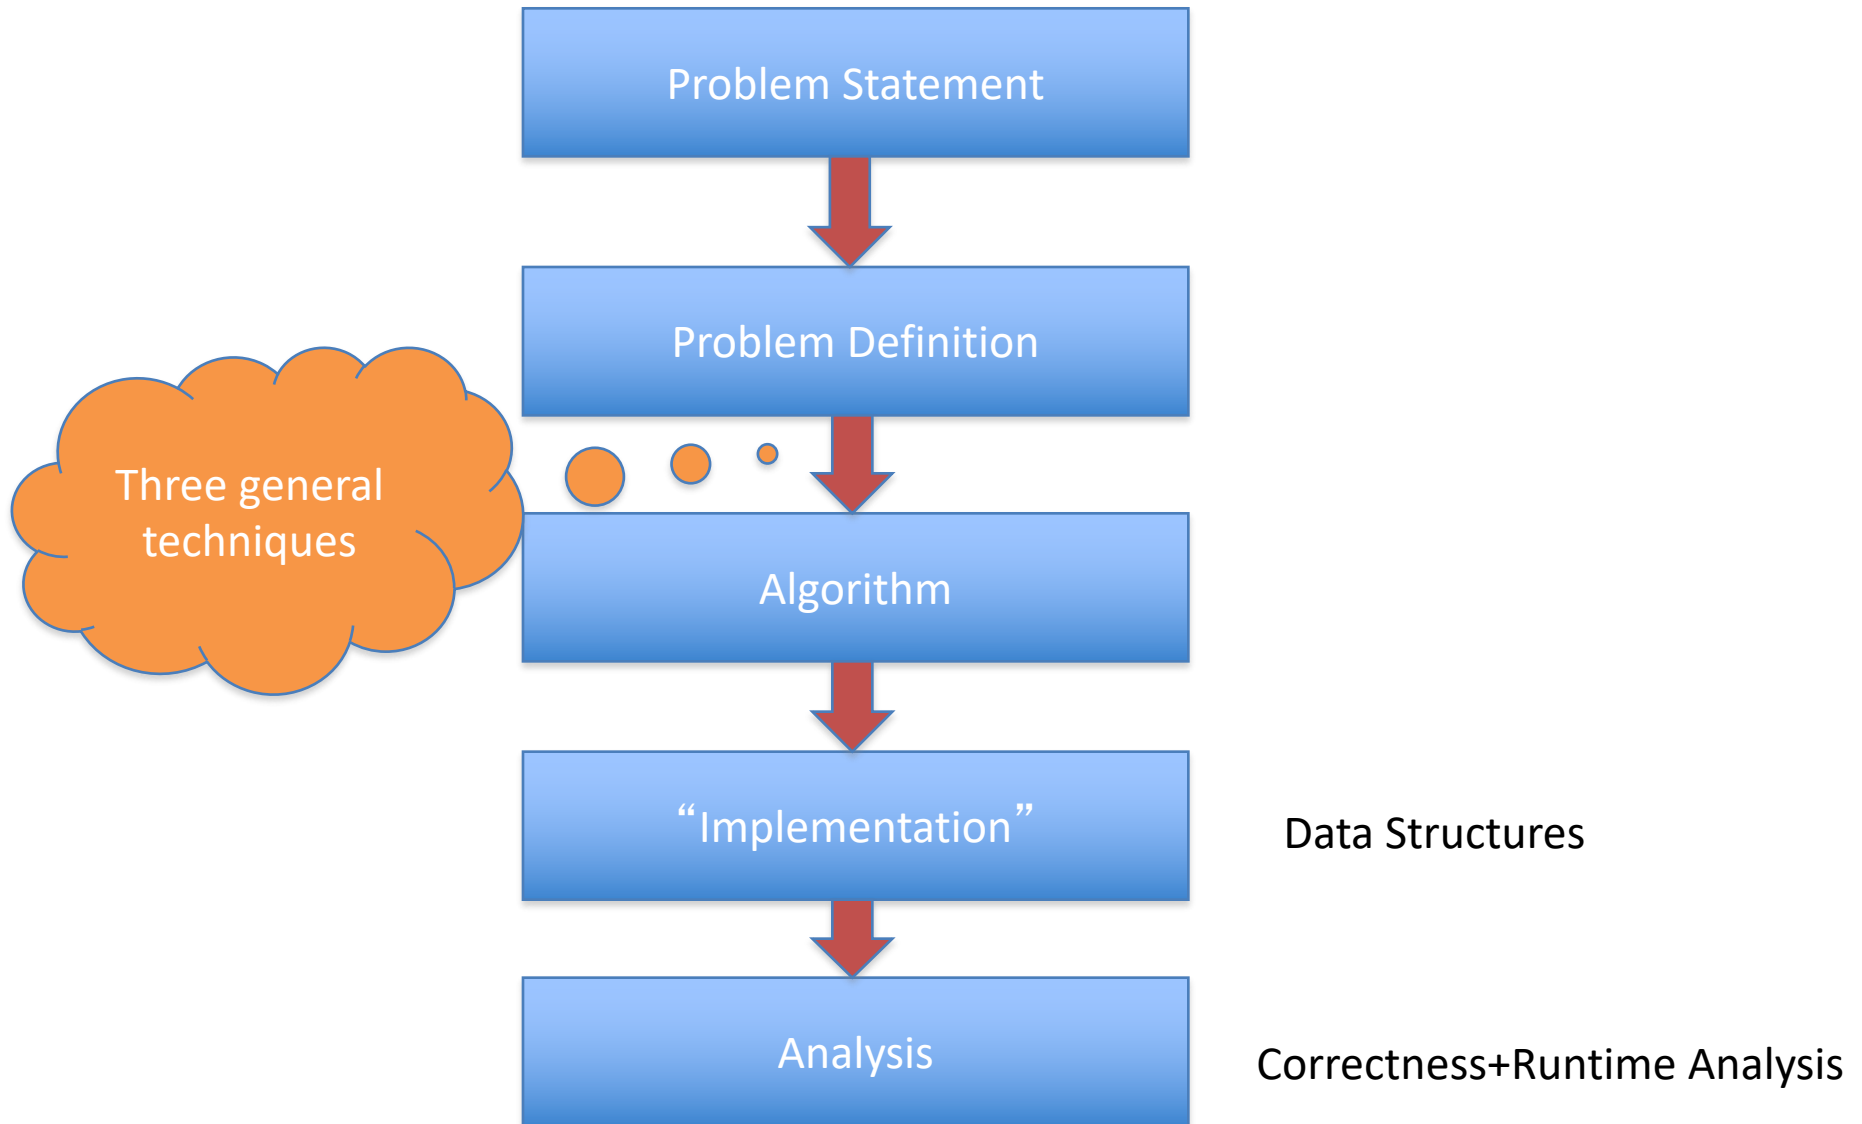 Problem Statement
Problem Definition
Three general
techniques
Algorithm
“Implementation”
Data Structures
Analysis
Correctness+Runtime Analysis